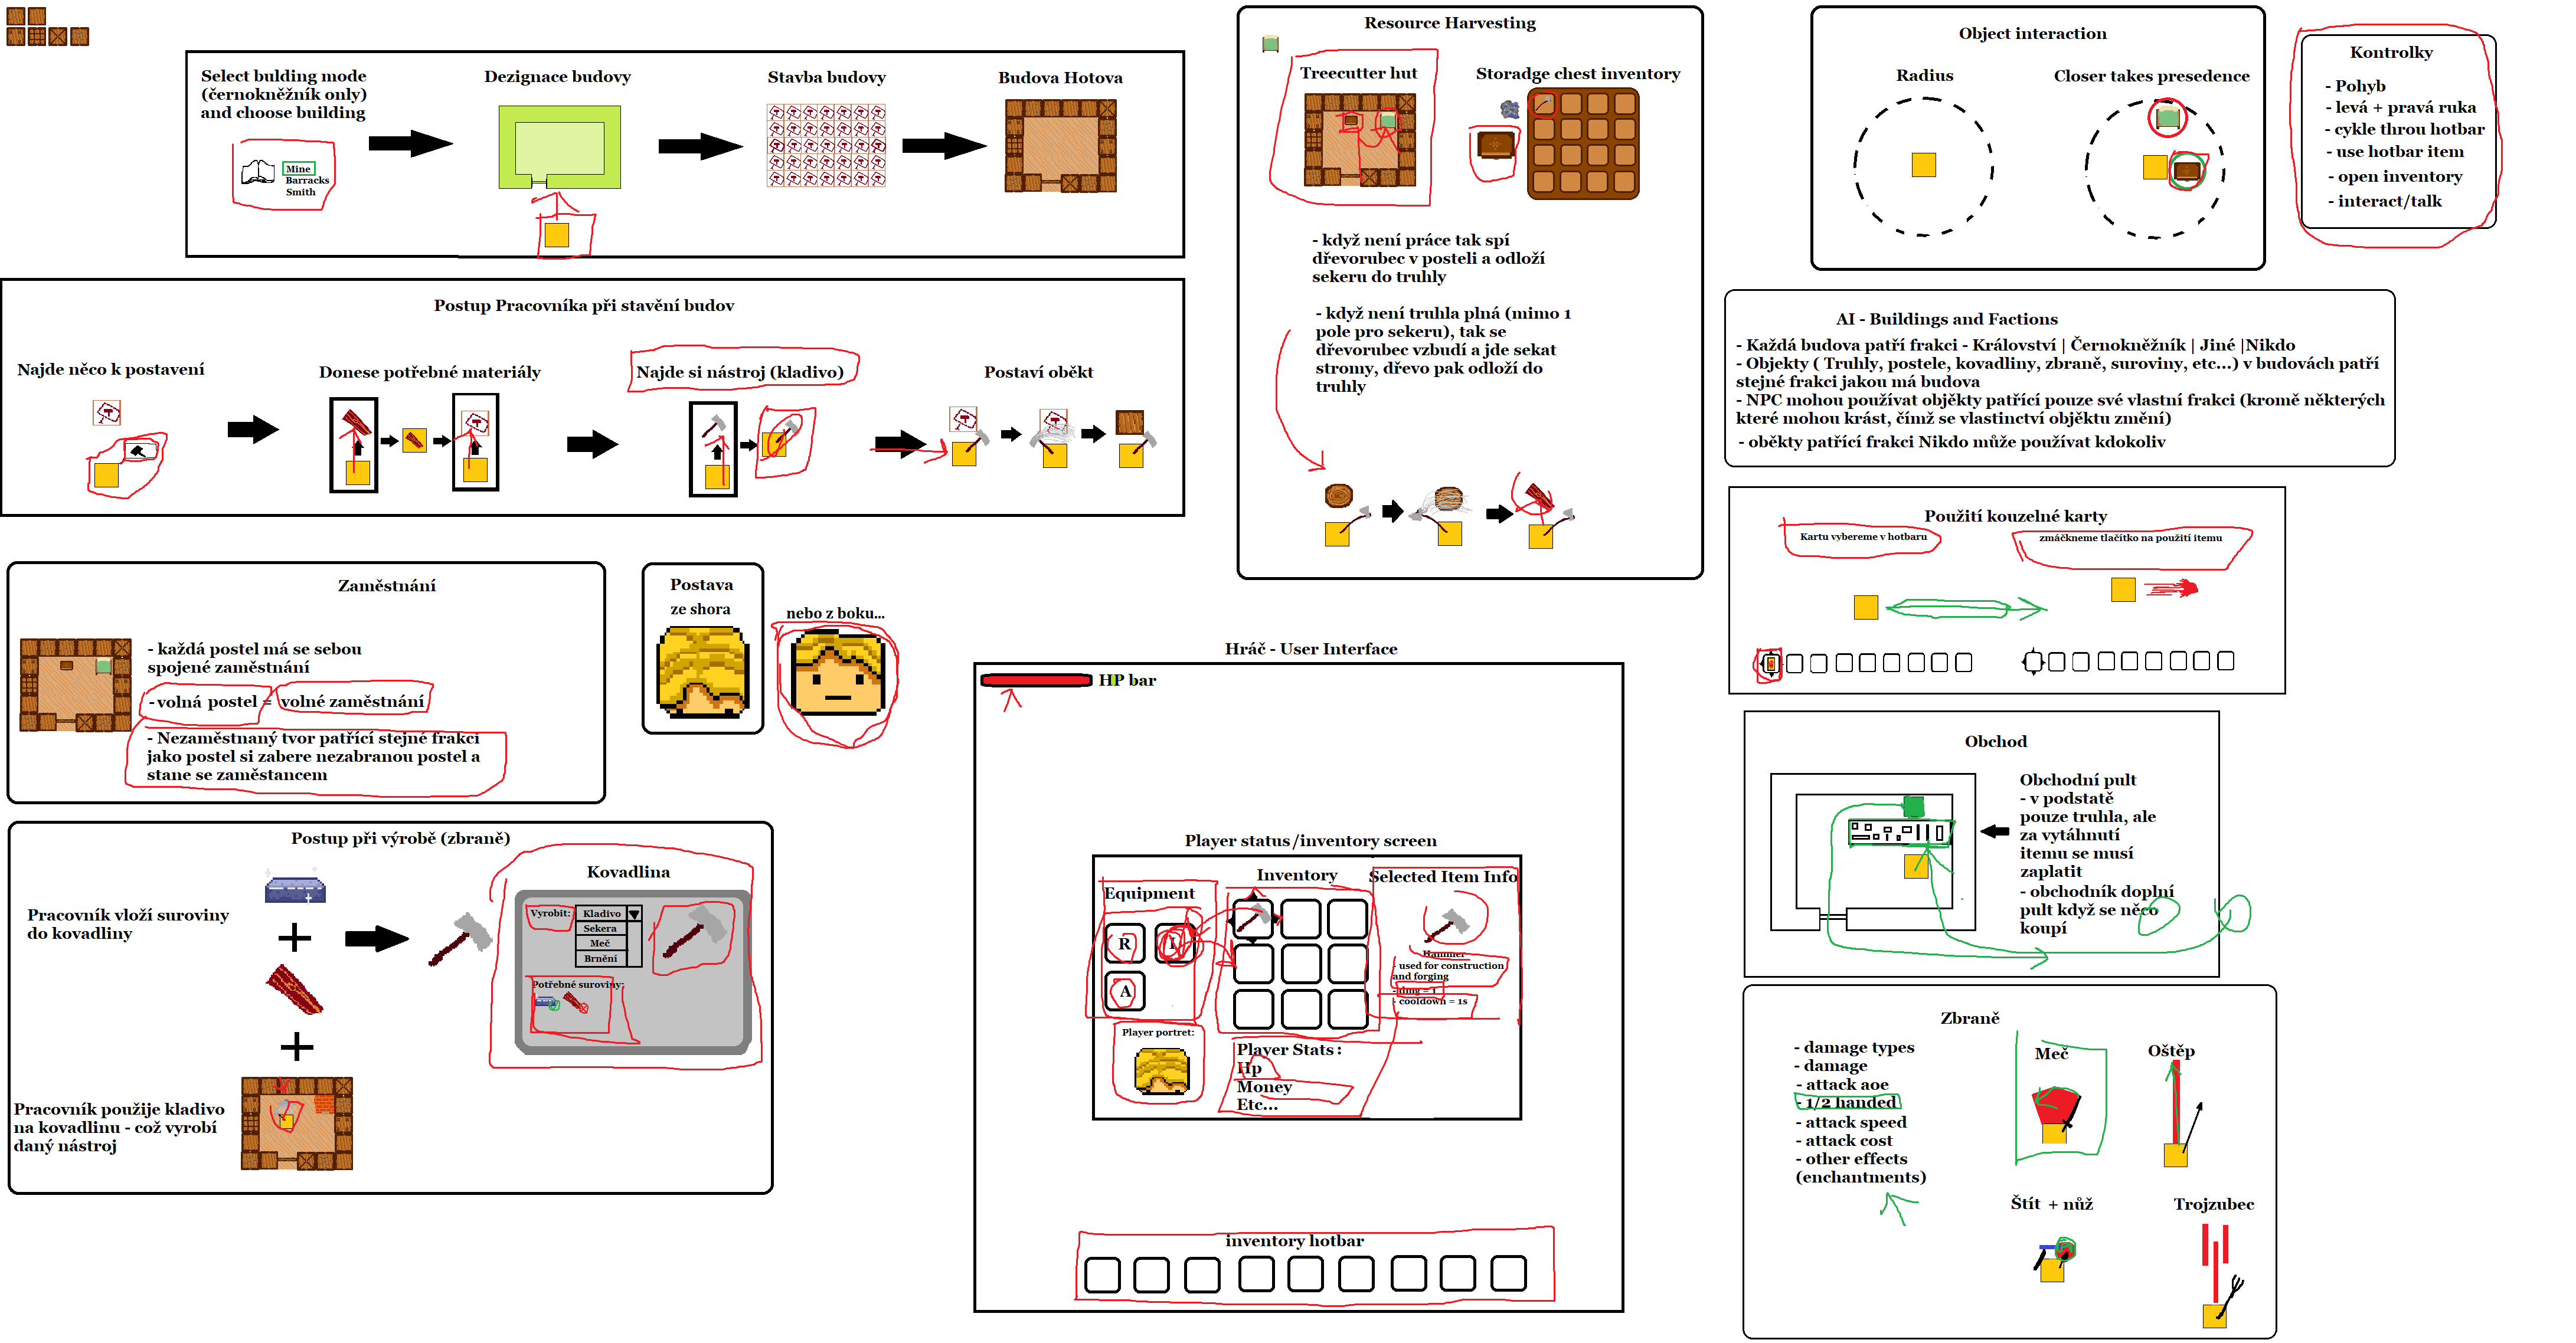 Select bulding mode
(černokněžník only)
and choose building
Mine
Barracks
Smith
Dezignace budovy
Stavba budovy
Budova Hotova
Postup Pracovníka při stavění budov
Najde něco k postavení
Donese potřebné materiály
Najde si nástroj (kladivo)
Postaví oběkt
Zaměstnání
- každá postel má se sebou
spojené zaměstnání
- volná postel = volné zaměstnání
- Nezaměstnaný tvor patřící stejné frakci
jako postel si zabere nezabranou postel a
stane se zaměstancem
Postava
ze shora
nebo z boku...
Postup při výrobě (zbraně)
Pracovník vloží suroviny
do kovadliny
Pracovník použije kladivo
na kovadlinu - což vyrobí
daný nástroj
Kovadlina
Vyrobit:
Kladivo
Sekera
Meč
Brnění
Potřebné suroviny:
Resource Harvesting
Treecutter hut
Storadge chest inventory
- když není práce tak spí
dřevorubec v posteli a odloží
sekeru do truhly
- když není truhla plná (mimo 1
pole pro sekeru), tak se
dřevorubec vzbudí a jde sekat
stromy, dřevo pak odloží do
truhly
Hráč - User Interface
HP bar
Player status/inventory screen
Equipment
R
A
Player portret:
Inventory
Player Stats:
Hp
Money
Etc...
Selected Item Info
Hammer
- used for construction
and forging
- dmg = 1
- cooldown = 1s
inventory hotbar
Object interaction
Radius
Closer takes presedence
Kontrolky
- Pohyb
- levá + pravá ruka
- cykle throu hotbar
- use hotbar item
- open inventory
- interact/talk
AI - Buildings and Factions
- Každá budova patří frakci - Království | Černokněžník | Jiné |Nikdo
- Objekty ( Truhly, postele, kovadliny, zbraně, suroviny, etc...) v budovách patří
stejné frakci jakou má budova
- NPC mohou používat objěkty patřící pouze své vlastní frakci (kromě některých
které mohou krást, čímž se vlastnictví objěktu změní)
- oběkty patřící frakci Nikdo může používat kdokoliv
Použití kouzelné karty
Kartu vybereme v hotbaru
zmáčkneme tlačítko na použití itemu
Obchod
Obchodní pult
- v podstatě
pouze truhla, ale
za vytáhnutí
itemu se musí
zaplatit
- obchodník doplní
pult když se něco
koupí
Zbraně
- damage types
- damage
- attack aoe
- 1/2 handed
- attack speed
- attack cost
- other effects
(enchantments)
Meč
Oštěp
Štít + nůž
Trojzubec